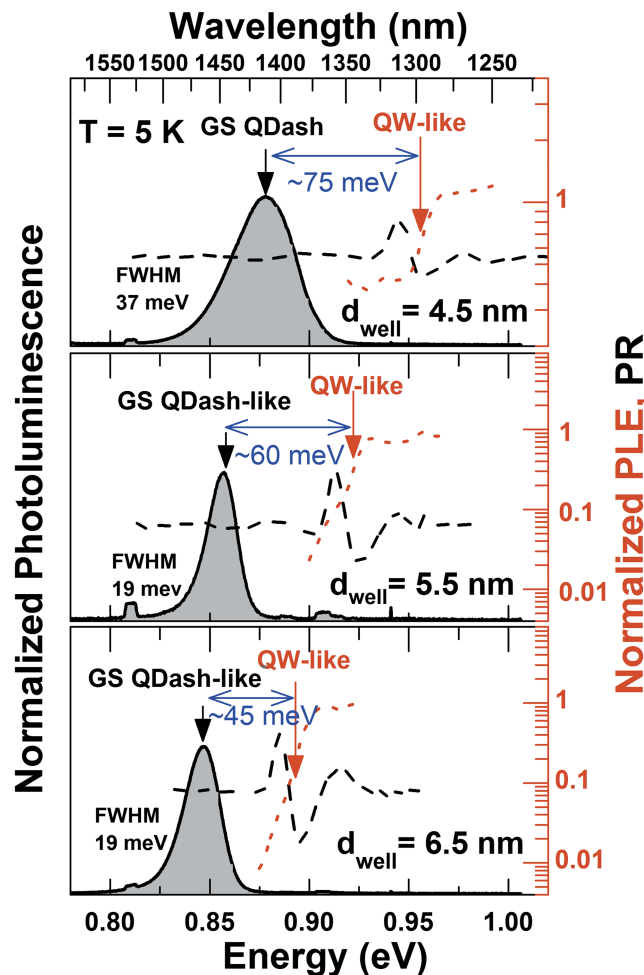 Wavelength (nm)
1530 1500 1450 1400 1350 1300 1250
T = 5 K
GS QDash
QW-like
~75 meV
FWHM
37 meV
d_well = 4.5 nm
1
GS QDash-like
QW-like
~60 meV
FWHM
19 mev
d_well = 5.5 nm
1
0.1
0.01
GS QDash-like
QW-like
~45 meV
FWHM
19 meV
d_well = 6.5 nm
1
0.1
0.01
0.80 0.85 0.90 0.95 1.00
Energy (eV)
Normalized Photoluminescence
Normalized PLE, PR